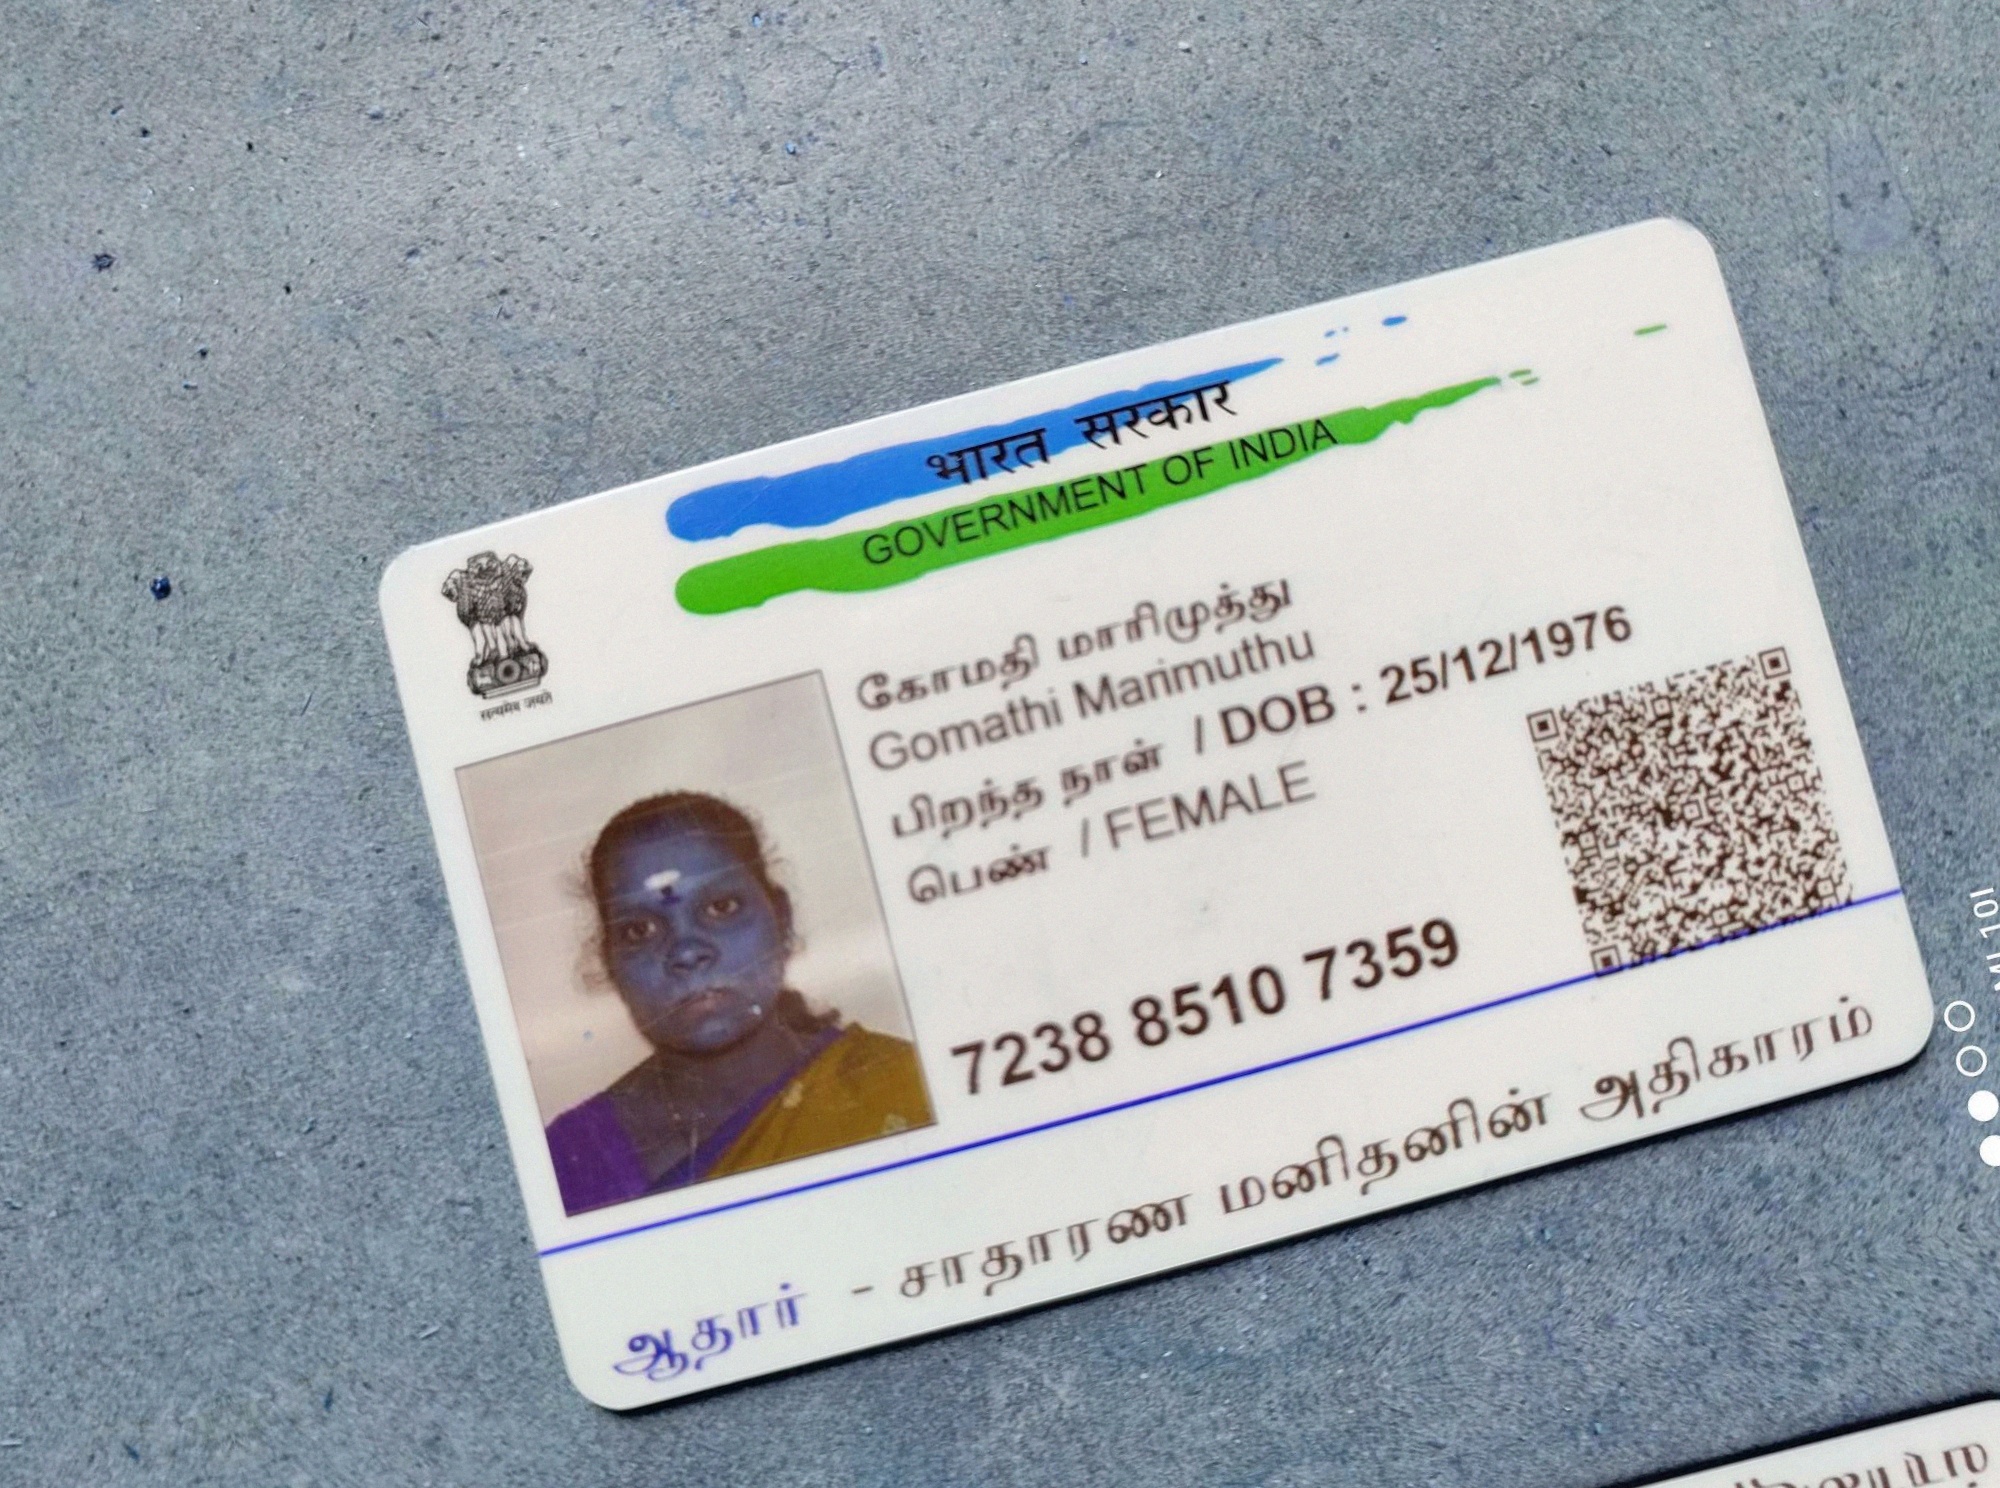 भारत सरकार
GOVERNMENT OF INDIA
सत्यमेव जयते
கோமதி மாரிமுத்து
Gomathi Marimuthu
பிறந்த நாள் / DOB : 25/12/1976
பெண் / FEMALE
7238 8510 7359
ஆதார் - சாதாரண மனிதனின் அதிகாரம்
MI 10I